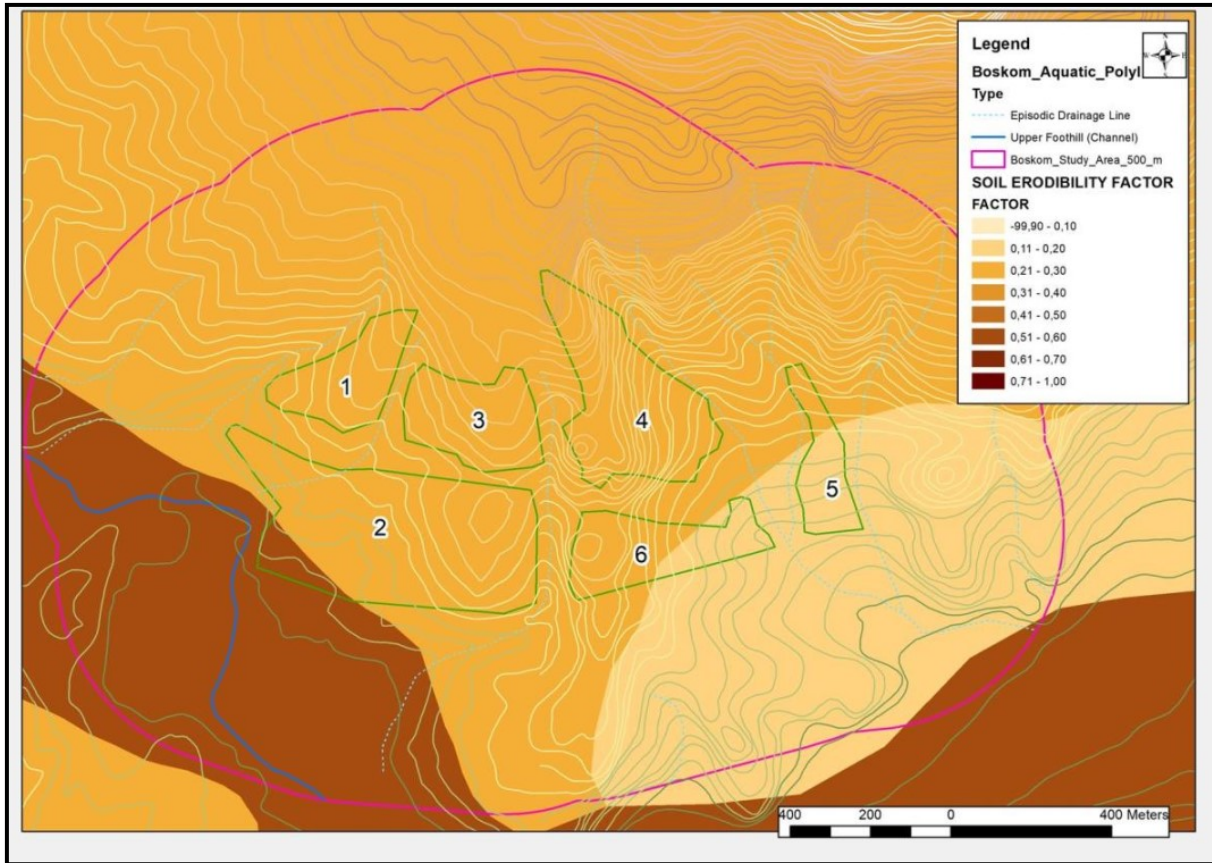 Legend
Boskom_Aquatic_Polyl
Type
Episodic Drainage Line
Upper Foothill (Channel)
Boskom_Study_Area_500_m
SOIL ERODIBILITY FACTOR
FACTOR
-99,90 - 0,10
0,11 - 0,20
0,21 - 0,30
0,31 - 0,40
0,41 - 0,50
0,51 - 0,60
0,61 - 0,70
0,71 - 1,00
1
3
4
5
2
6
400 200 0 400 Meters